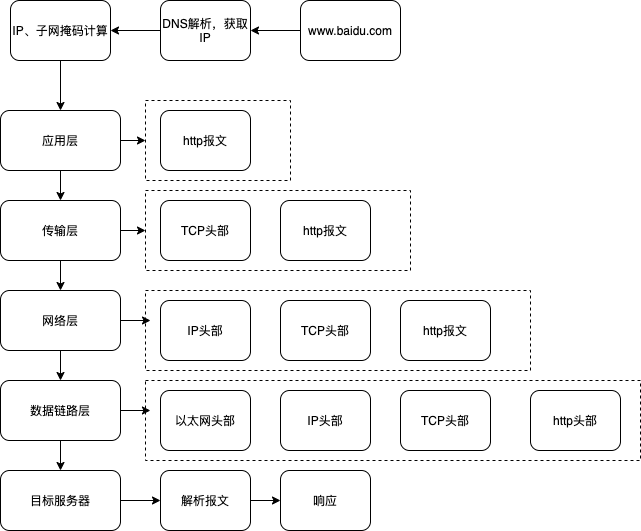 IP、子网掩码计算
DNS解析，获取
IP
www.baidu.com
应用层
http报文
传输层
TCP头部
http报文
网络层
IP头部
TCP头部
http报文
数据链路层
以太网头部
IP头部
TCP头部
http头部
目标服务器
解析报文
响应